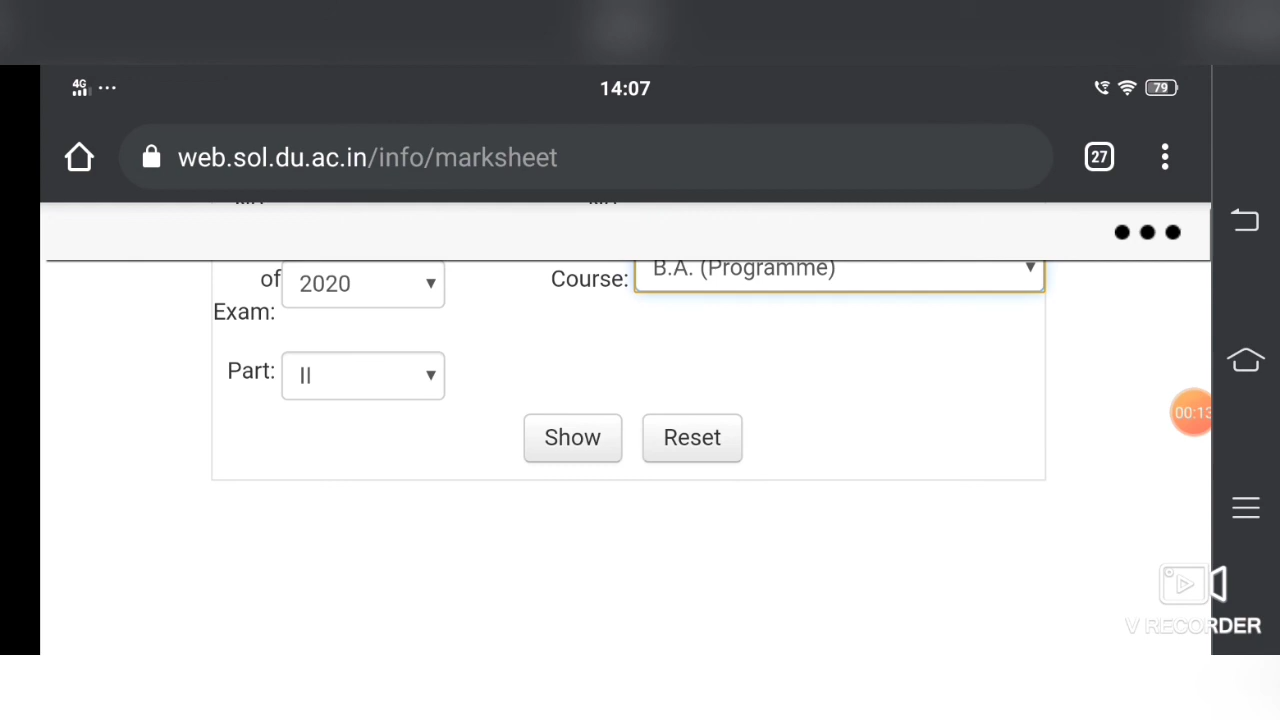 4G 14:07 79
web.sol.du.ac.in/info/marksheet 27
of 2020 Course: B.A. (Programme)
Exam:
Part: II
00:13
Show Reset
V RECORDER